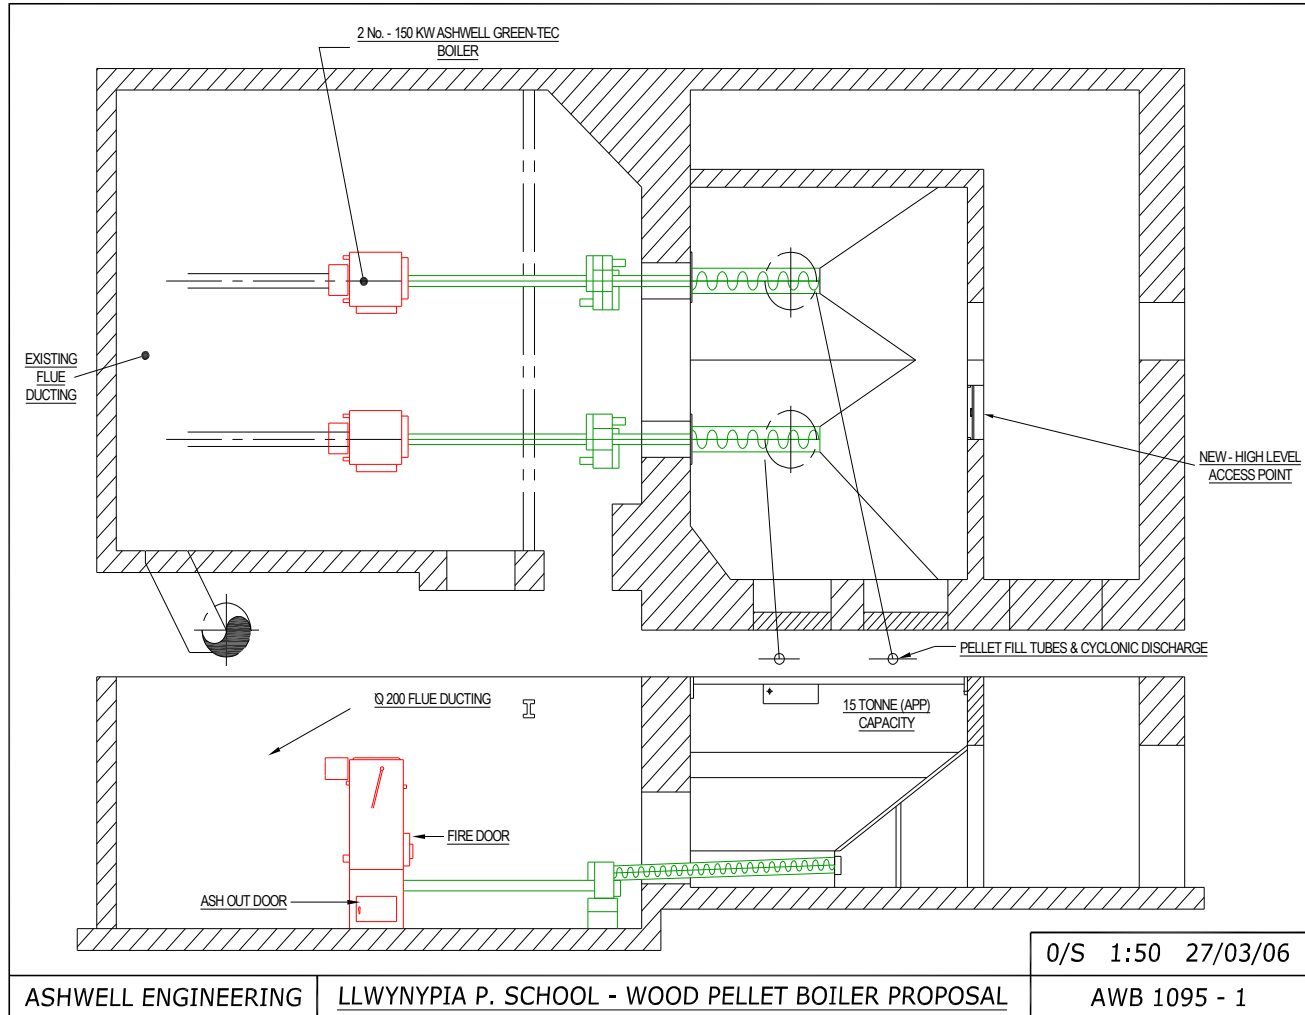 2 No. - 150 KW ASHWELL GREEN-TEC
BOILER
EXISTING
FLUE
DUCTING
NEW - HIGH LEVEL
ACCESS POINT
PELLET FILL TUBES & CYCLONIC DISCHARGE
Ø 200 FLUE DUCTING
15 TONNE (APP)
CAPACITY
FIRE DOOR
ASH OUT DOOR
0/S 1:50 27/03/06
ASHWELL ENGINEERING
LLWYNYPIA P. SCHOOL - WOOD PELLET BOILER PROPOSAL
AWB 1095 - 1